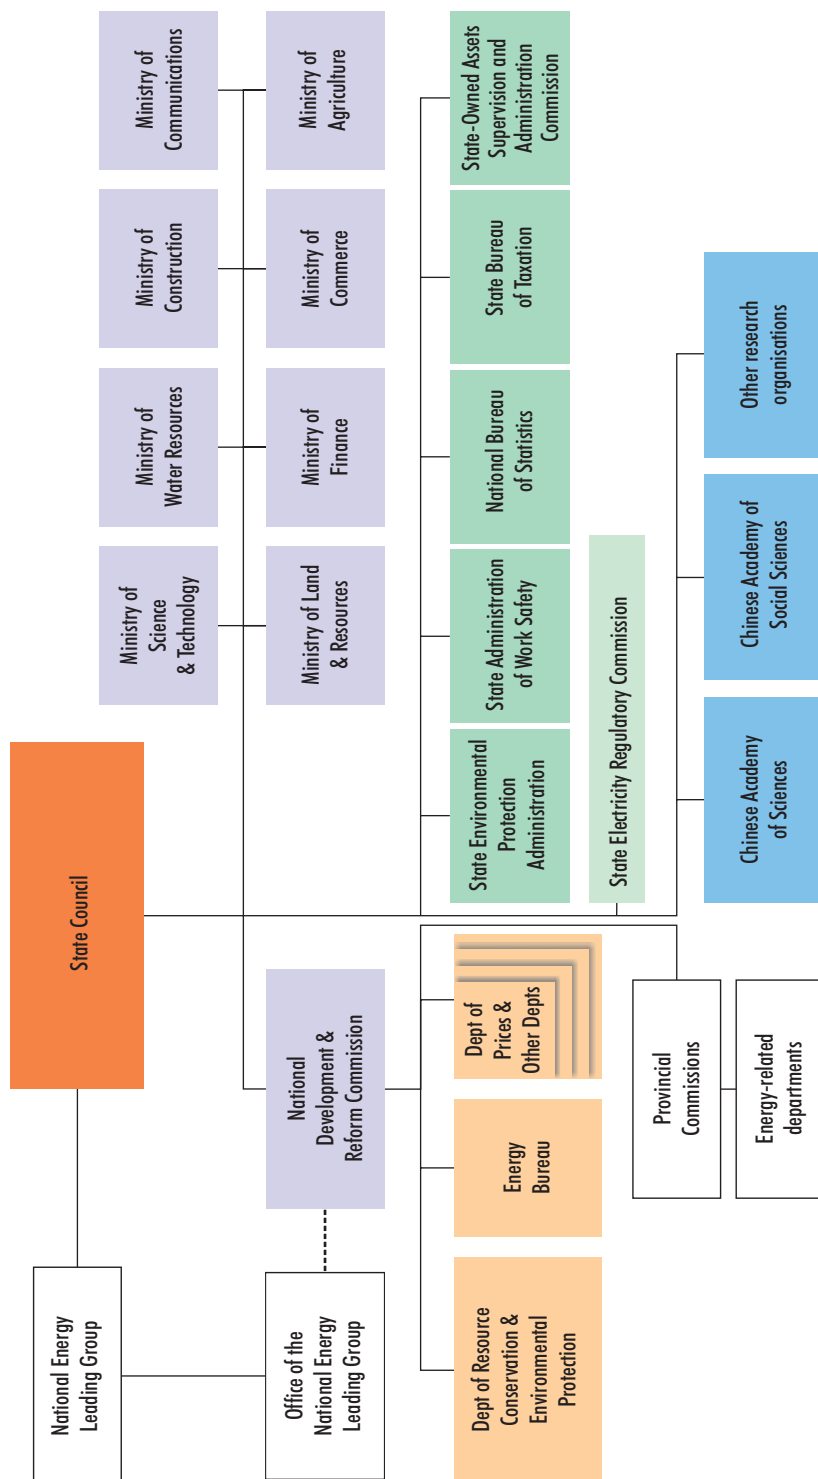 State Council
National Energy
Leading Group
Office of the
National Energy
Leading Group
National
Development &
Reform Commission
Ministry of
Science
& Technology
Ministry of
Water Resources
Ministry of
Construction
Ministry of
Communications
Ministry of Land
& Resources
Ministry of
Finance
Ministry of
Commerce
Ministry of
Agriculture
Dept of Resource
Conservation &
Environmental
Protection
Energy
Bureau
Dept of
Prices &
Other Depts
State Environmental
Protection
Administration
State Administration
of Work Safety
National Bureau
of Statistics
State Bureau
of Taxation
State-Owned Assets
Supervision and
Administration
Commission
State Electricity Regulatory Commission
Provincial
Commissions
Energy-related
departments
Chinese Academy
of Sciences
Chinese Academy of
Social Sciences
Other research
organisations